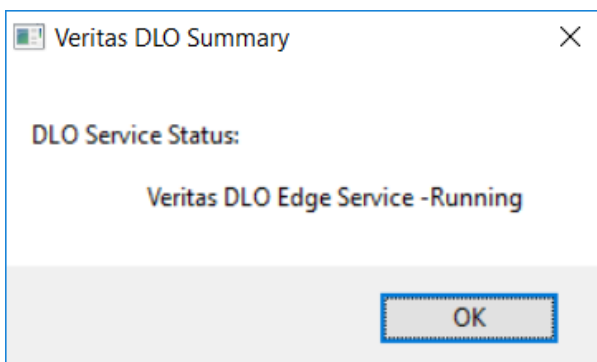 Veritas DLO Summary
DLO Service Status:
Veritas DLO Edge Service -Running
OK